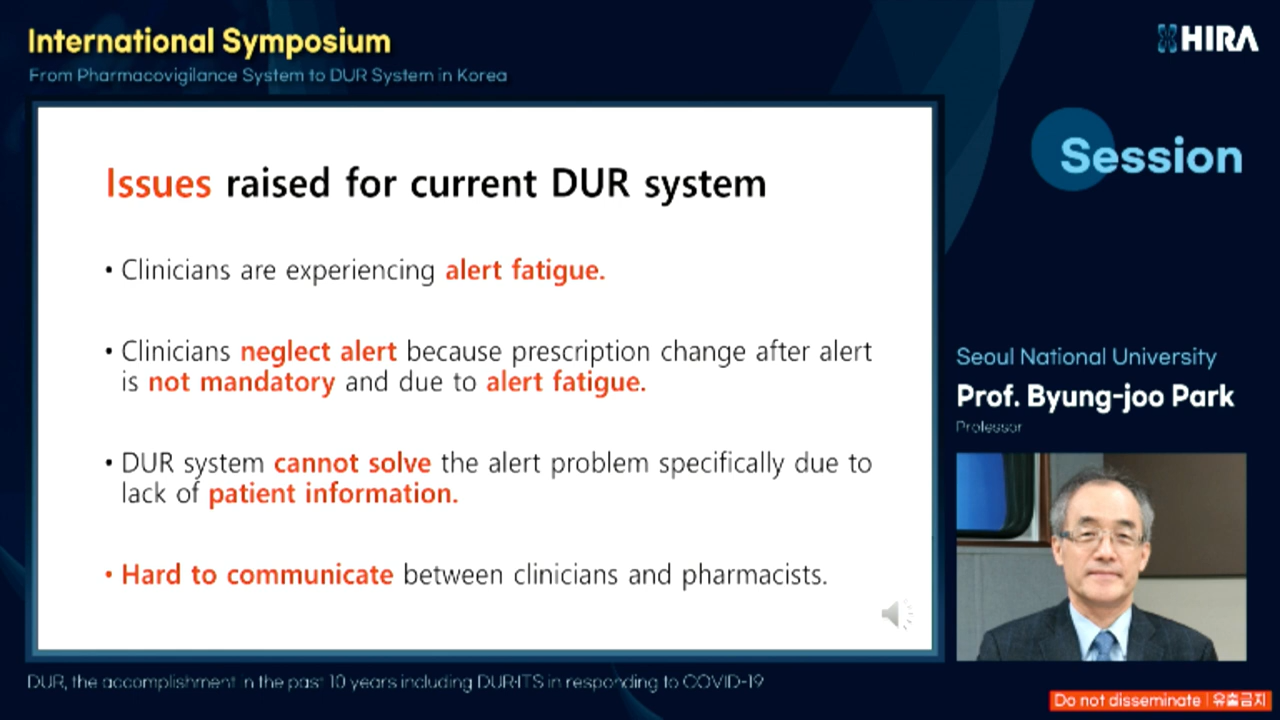 International Symposium
From Pharmacovigilance System to DUR System in Korea
HIRA
Session
Issues raised for current DUR system
• Clinicians are experiencing alert fatigue.
• Clinicians neglect alert because prescription change after alert
is not mandatory and due to alert fatigue.
• DUR system cannot solve the alert problem specifically due to
lack of patient information.
• Hard to communicate between clinicians and pharmacists.
Seoul National University
Prof. Byung-joo Park
Professor
DUR, the accomplishment in the past 10 years including DUR·ITS in responding to COVID-19
Do not disseminate | 유출금지